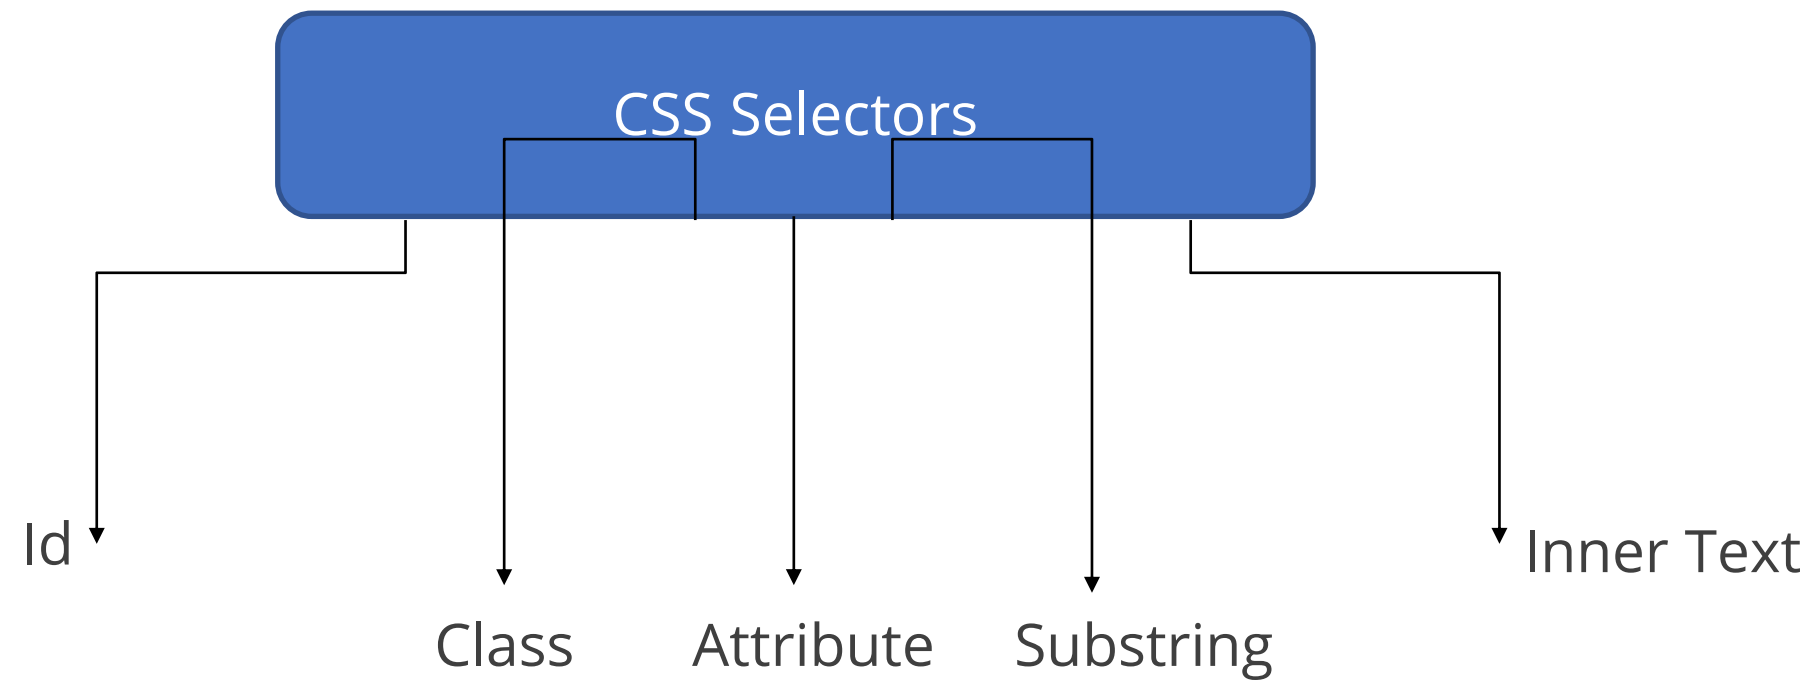 CSS Selectors
Id
Inner Text
Class
Attribute
Substring